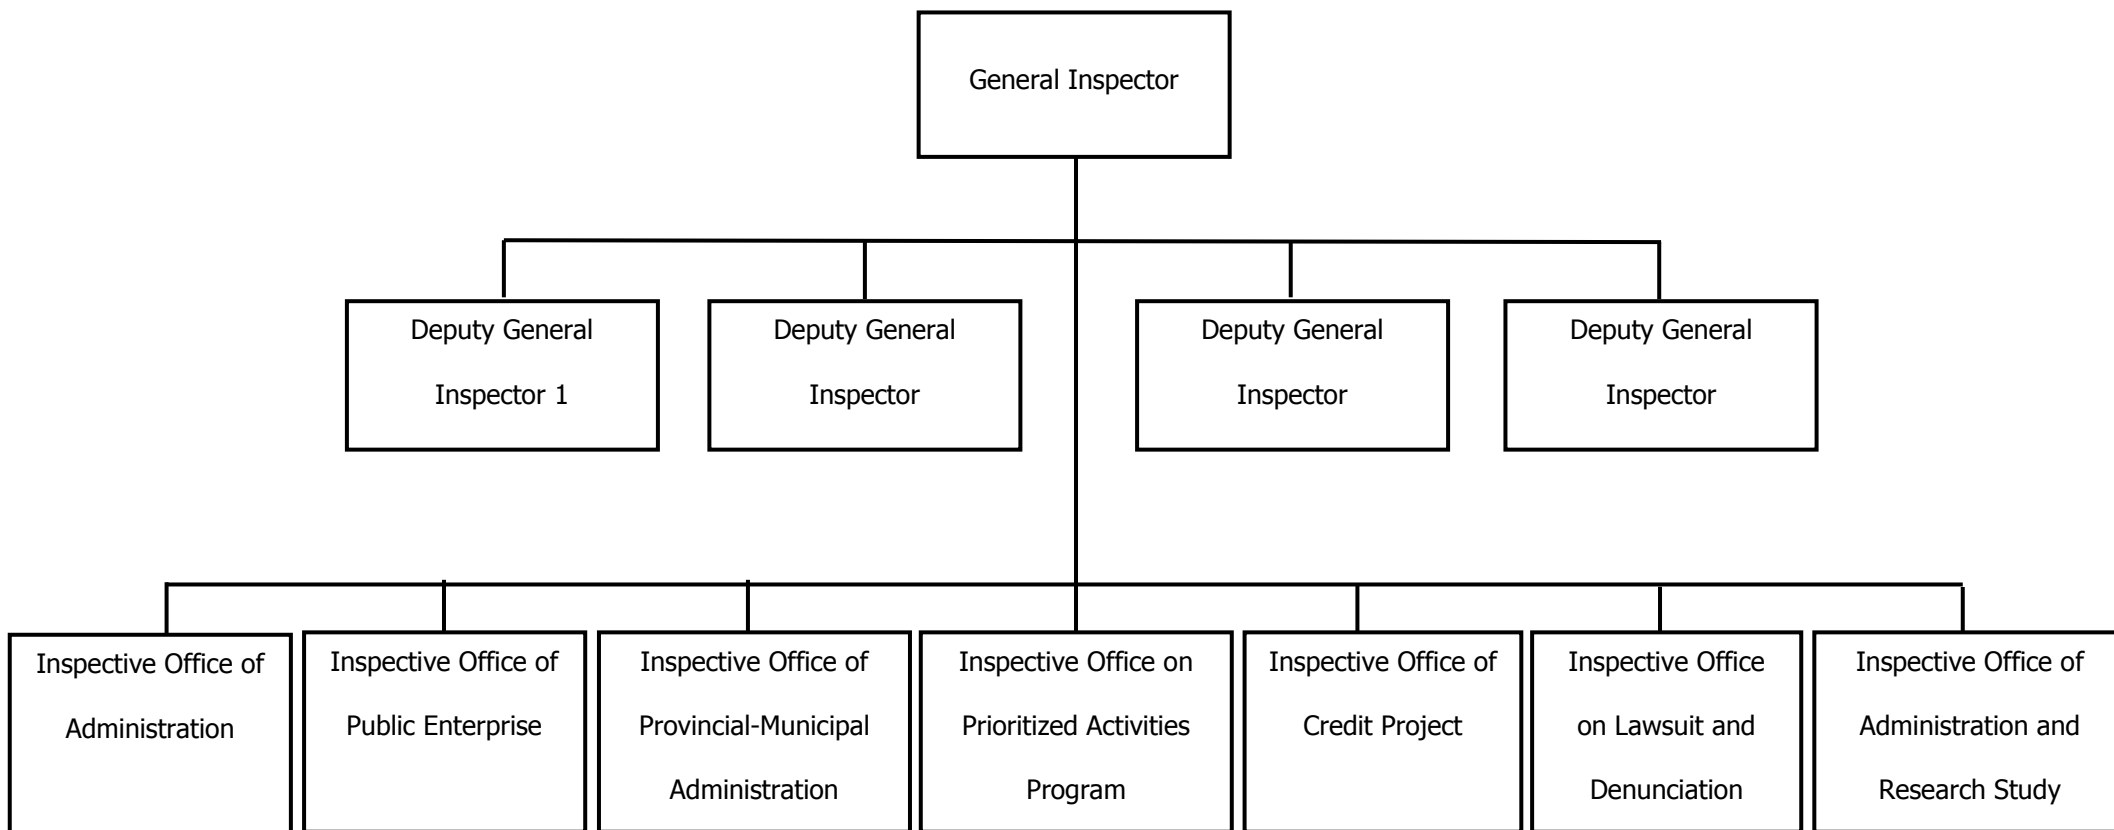 General Inspector
Deputy General
Inspector 1
Deputy General
Inspector
Deputy General
Inspector
Deputy General
Inspector
Inspective Office of
Administration
Inspective Office of
Public Enterprise
Inspective Office of
Provincial-Municipal
Administration
Inspective Office on
Prioritized Activities
Program
Inspective Office of
Credit Project
Inspective Office
on Lawsuit and
Denunciation
Inspective Office of
Administration and
Research Study